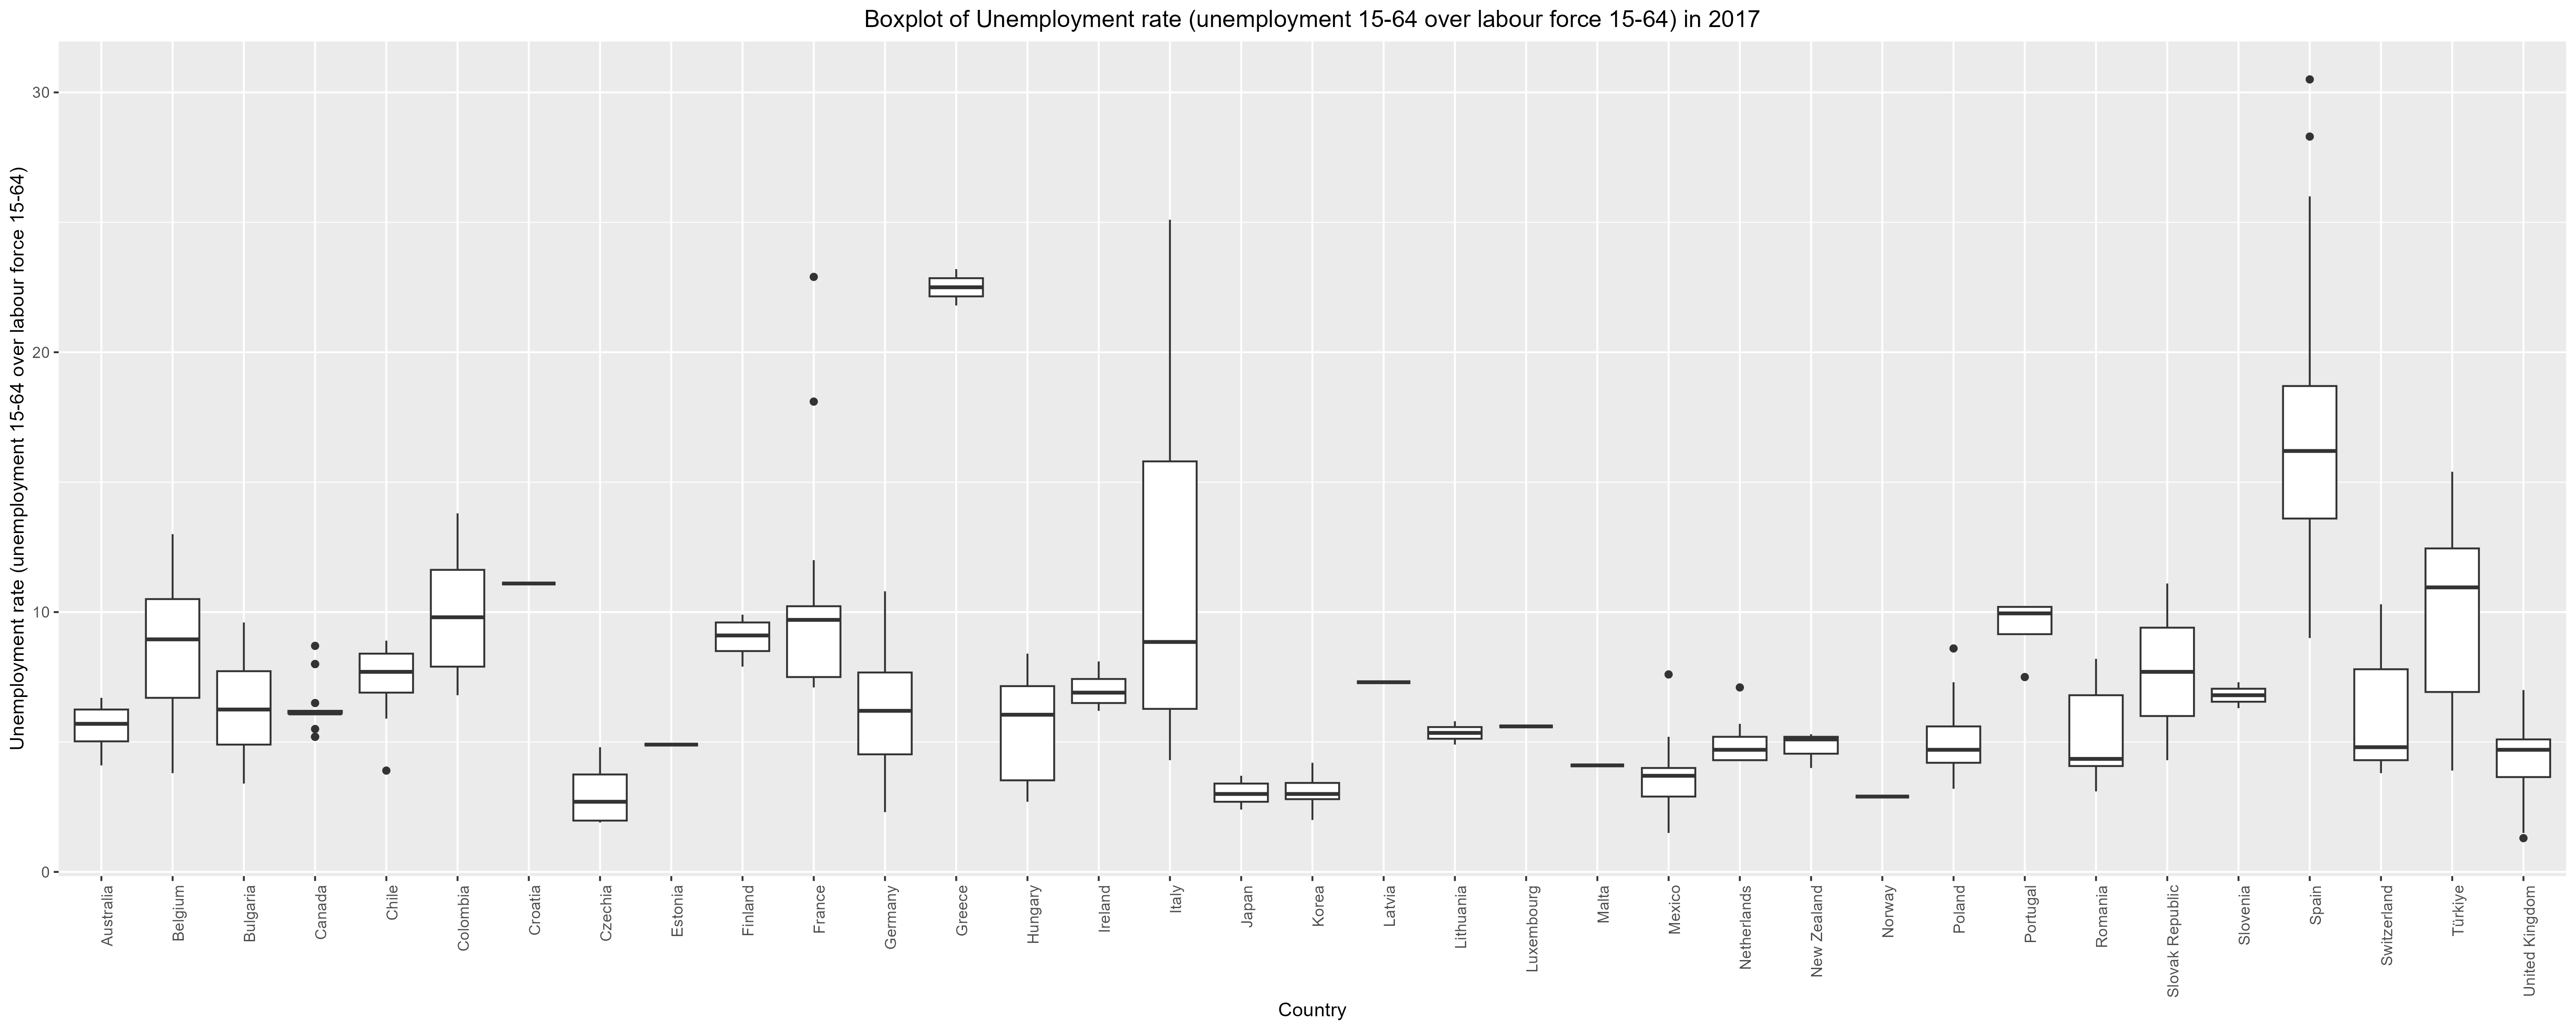 Boxplot of Unemployment rate (unemployment 15-64 over labour force 15-64) in 2017
Unemployment rate (unemployment 15-64 over labour force 15-64)
30
20
10
0
Australia
Belgium
Bulgaria
Canada
Chile
Colombia
Croatia
Czechia
Estonia
Finland
France
Germany
Greece
Hungary
Ireland
Italy
Japan
Korea
Latvia
Lithuania
Luxembourg
Malta
Mexico
Netherlands
New Zealand
Norway
Poland
Portugal
Romania
Slovak Republic
Slovenia
Spain
Switzerland
Türkiye
United Kingdom
Country